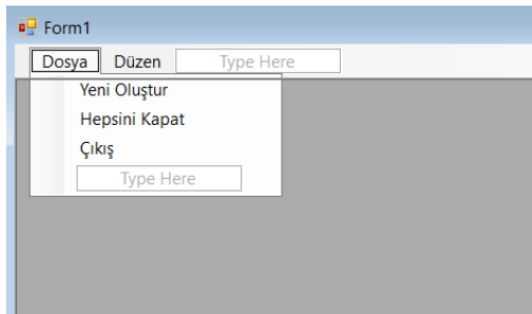 Form1
Dosya Düzen Type Here
Yeni Oluştur
Hepsini Kapat
Çıkış
Type Here